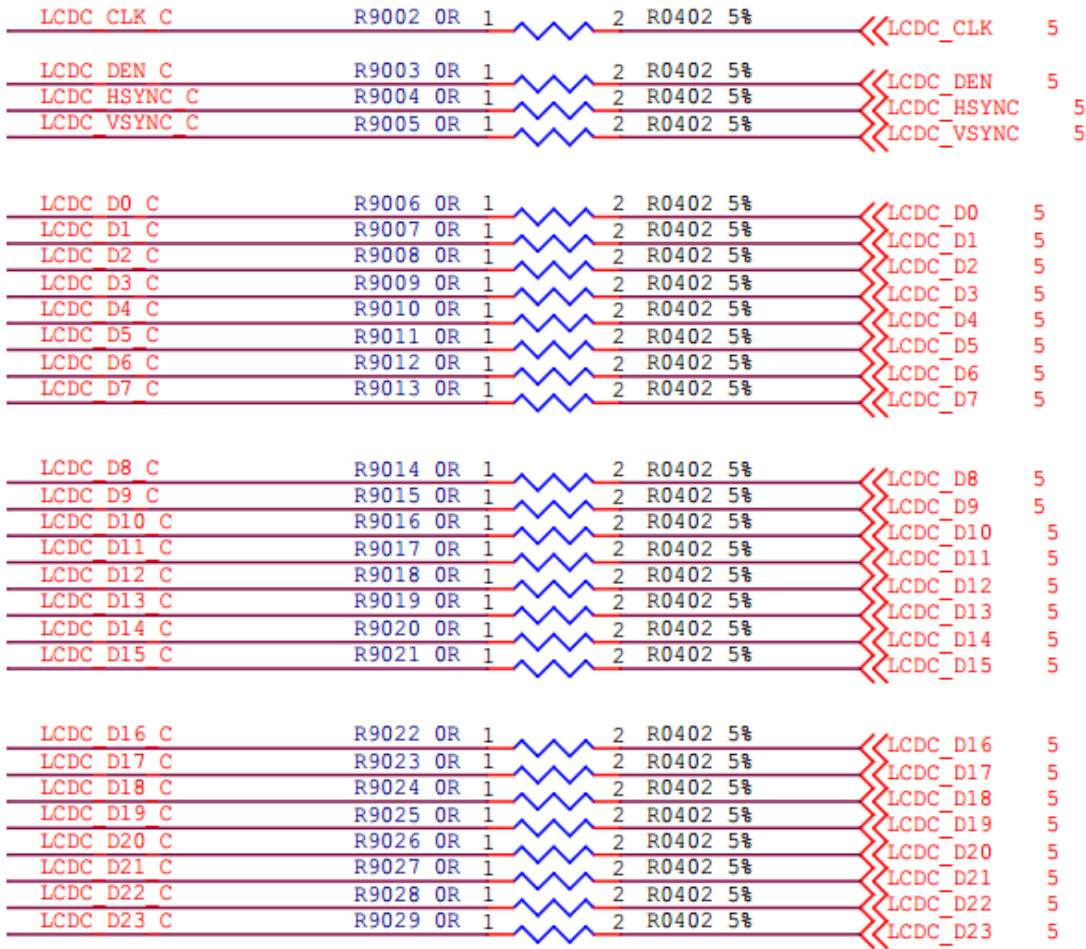 LCDC_CLK_C R9002 0R 1 2 R0402 5% LCDC_CLK 5
LCDC_DEN_C R9003 0R 1 2 R0402 5% LCDC_DEN 5
LCDC_HSYNC_C R9004 0R 1 2 R0402 5% LCDC_HSYNC 5
LCDC_VSYNC_C R9005 0R 1 2 R0402 5% LCDC_VSYNC 5
LCDC_D0_C R9006 0R 1 2 R0402 5% LCDC_D0 5
LCDC_D1_C R9007 0R 1 2 R0402 5% LCDC_D1 5
LCDC_D2_C R9008 0R 1 2 R0402 5% LCDC_D2 5
LCDC_D3_C R9009 0R 1 2 R0402 5% LCDC_D3 5
LCDC_D4_C R9010 0R 1 2 R0402 5% LCDC_D4 5
LCDC_D5_C R9011 0R 1 2 R0402 5% LCDC_D5 5
LCDC_D6_C R9012 0R 1 2 R0402 5% LCDC_D6 5
LCDC_D7_C R9013 0R 1 2 R0402 5% LCDC_D7 5
LCDC_D8_C R9014 0R 1 2 R0402 5% LCDC_D8 5
LCDC_D9_C R9015 0R 1 2 R0402 5% LCDC_D9 5
LCDC_D10_C R9016 0R 1 2 R0402 5% LCDC_D10 5
LCDC_D11_C R9017 0R 1 2 R0402 5% LCDC_D11 5
LCDC_D12_C R9018 0R 1 2 R0402 5% LCDC_D12 5
LCDC_D13_C R9019 0R 1 2 R0402 5% LCDC_D13 5
LCDC_D14_C R9020 0R 1 2 R0402 5% LCDC_D14 5
LCDC_D15_C R9021 0R 1 2 R0402 5% LCDC_D15 5
LCDC_D16_C R9022 0R 1 2 R0402 5% LCDC_D16 5
LCDC_D17_C R9023 0R 1 2 R0402 5% LCDC_D17 5
LCDC_D18_C R9024 0R 1 2 R0402 5% LCDC_D18 5
LCDC_D19_C R9025 0R 1 2 R0402 5% LCDC_D19 5
LCDC_D20_C R9026 0R 1 2 R0402 5% LCDC_D20 5
LCDC_D21_C R9027 0R 1 2 R0402 5% LCDC_D21 5
LCDC_D22_C R9028 0R 1 2 R0402 5% LCDC_D22 5
LCDC_D23_C R9029 0R 1 2 R0402 5% LCDC_D23 5